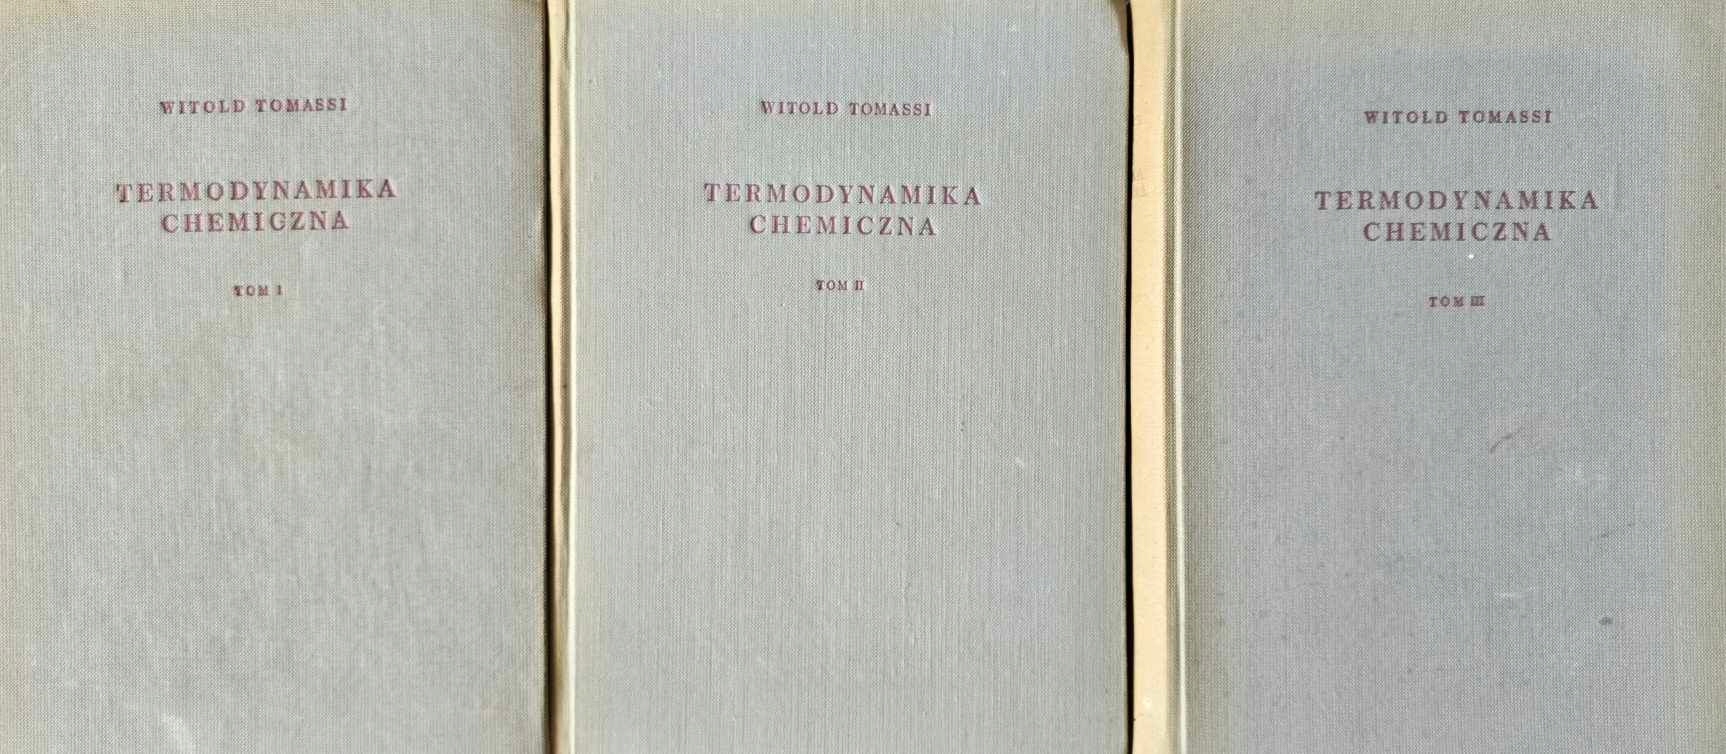 WITOLD TOMASSI
TERMODYNAMIKA
CHEMICZNA
TOM I
WITOLD TOMASSI
TERMODYNAMIKA
CHEMICZNA
TOM II
WITOLD TOMASSI
TERMODYNAMIKA
CHEMICZNA
TOM III